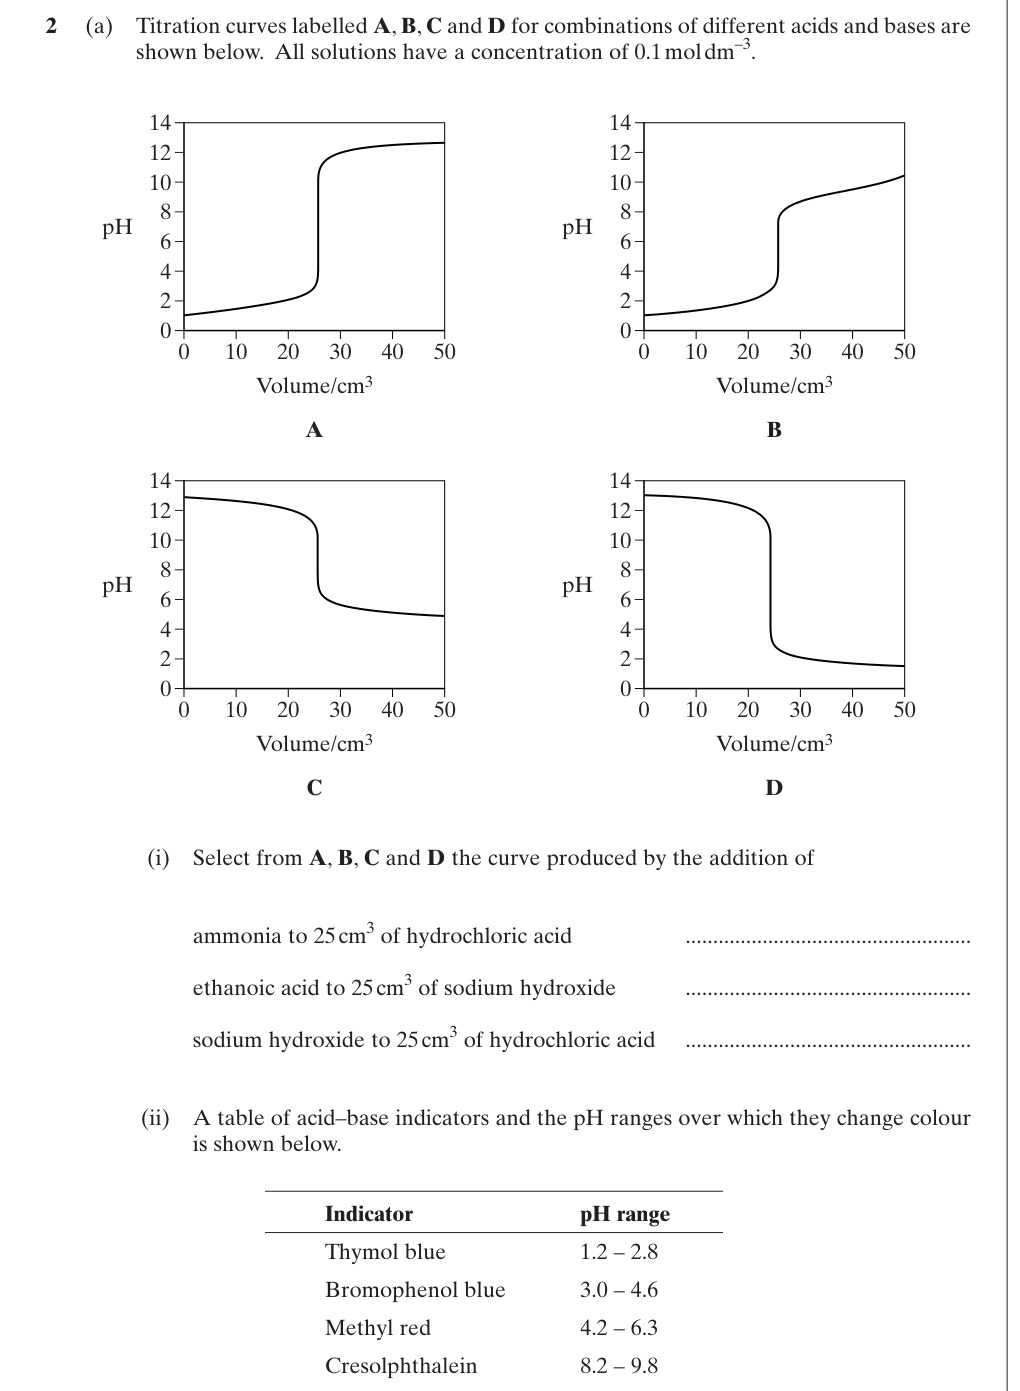 2 (a) Titration curves labelled A, B, C and D for combinations of different acids and bases are
shown below. All solutions have a concentration of 0.1 mol dm⁻³.
14
12
10
8
pH
6
4
2
0
0 10 20 30 40 50
Volume/cm³
A
14
12
10
8
pH
6
4
2
0
0 10 20 30 40 50
Volume/cm³
B
14
12
10
8
pH
6
4
2
0
0 10 20 30 40 50
Volume/cm³
C
14
12
10
8
pH
6
4
2
0
0 10 20 30 40 50
Volume/cm³
D
(i) Select from A, B, C and D the curve produced by the addition of
ammonia to 25 cm³ of hydrochloric acid ....................................................
ethanoic acid to 25 cm³ of sodium hydroxide ....................................................
sodium hydroxide to 25 cm³ of hydrochloric acid ....................................................
(ii) A table of acid–base indicators and the pH ranges over which they change colour
is shown below.
Indicator pH range
Thymol blue 1.2 – 2.8
Bromophenol blue 3.0 – 4.6
Methyl red 4.2 – 6.3
Cresolphthalein 8.2 – 9.8